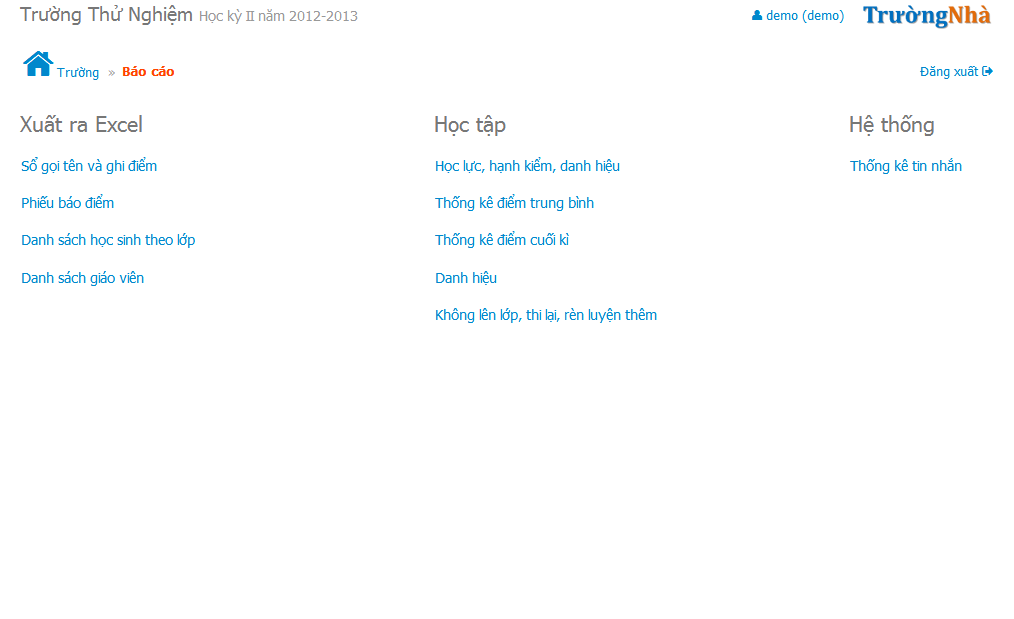 Trường Thử Nghiệm Học kỳ II năm 2012-2013
demo (demo)
TrườngNhà
Trường » Báo cáo
Đăng xuất
Xuất ra Excel
Sổ gọi tên và ghi điểm
Phiếu báo điểm
Danh sách học sinh theo lớp
Danh sách giáo viên
Học tập
Học lực, hạnh kiểm, danh hiệu
Thống kê điểm trung bình
Thống kê điểm cuối kì
Danh hiệu
Không lên lớp, thi lại, rèn luyện thêm
Hệ thống
Thống kê tin nhắn